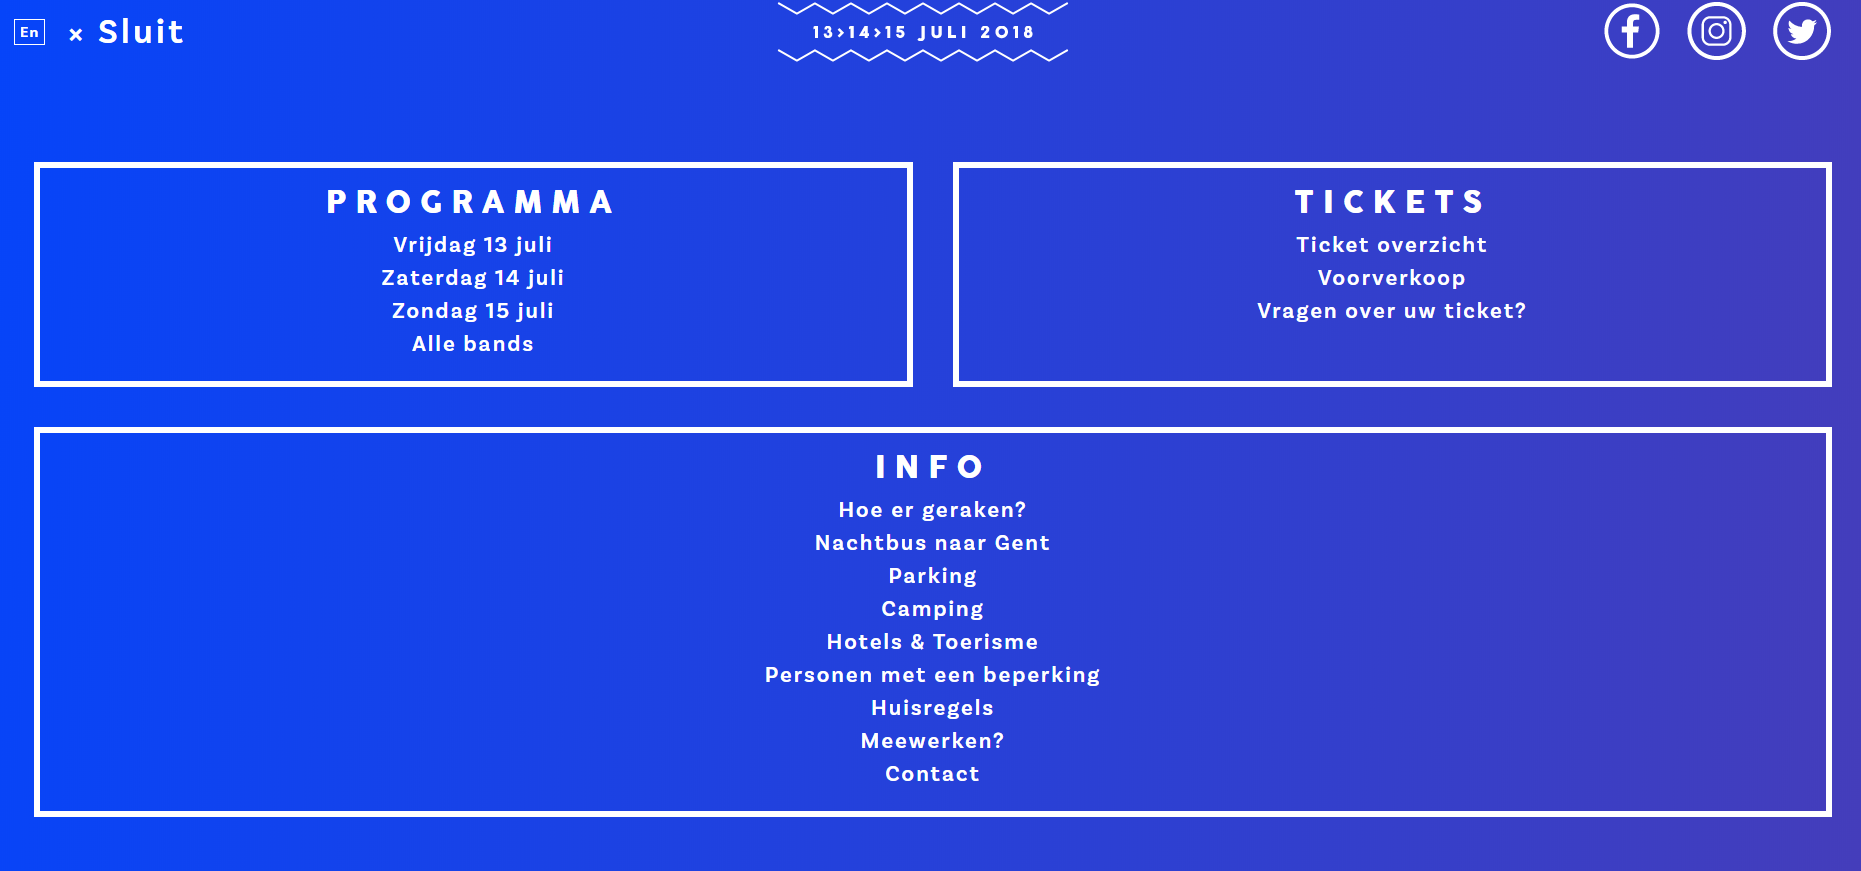 En × Sluit
13>14>15 JULI 2018
PROGRAMMA
Vrijdag 13 juli
Zaterdag 14 juli
Zondag 15 juli
Alle bands
TICKETS
Ticket overzicht
Voorverkoop
Vragen over uw ticket?
INFO
Hoe er geraken?
Nachtbus naar Gent
Parking
Camping
Hotels & Toerisme
Personen met een beperking
Huisregels
Meewerken?
Contact